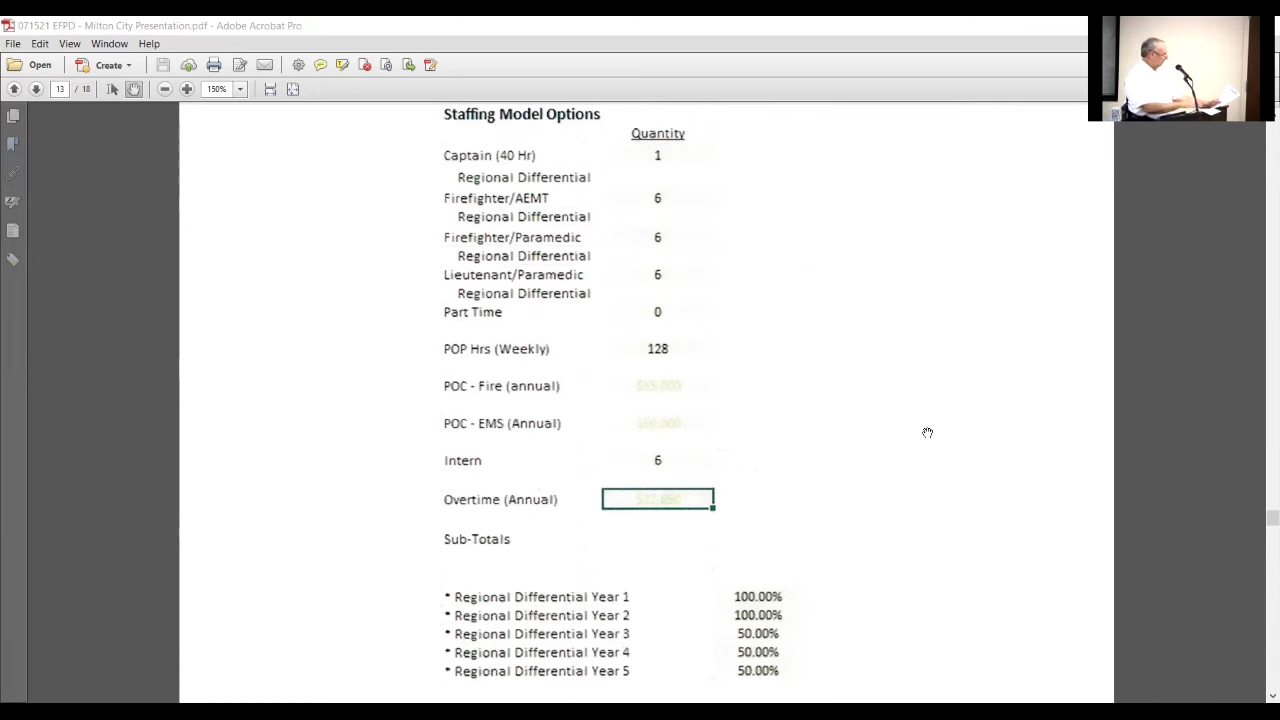 071521 EFPD - Milton City Presentation.pdf - Adobe Acrobat Pro
File Edit View Window Help
Open Create
13 / 18 150%
Staffing Model Options
Quantity
Captain (40 Hr) 1
Regional Differential
Firefighter/AEMT 6
Regional Differential
Firefighter/Paramedic 6
Regional Differential
Lieutenant/Paramedic 6
Regional Differential
Part Time 0
POP Hrs (Weekly) 128
POC - Fire (annual)
POC - EMS (Annual)
Intern 6
Overtime (Annual)
Sub-Totals
* Regional Differential Year 1 100.00%
* Regional Differential Year 2 100.00%
* Regional Differential Year 3 50.00%
* Regional Differential Year 4 50.00%
* Regional Differential Year 5 50.00%